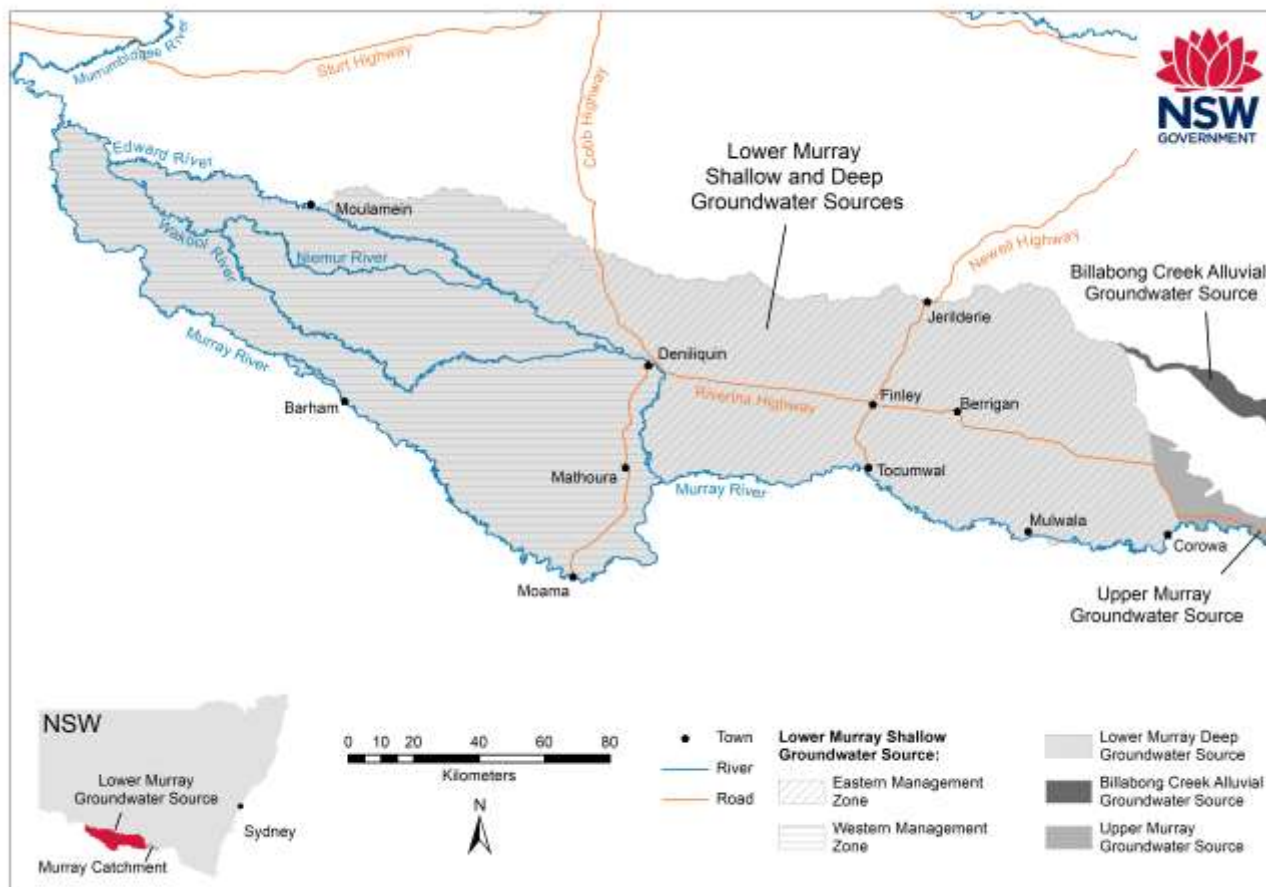 Murrumbidgee River
Sturt Highway
Cobb Highway
NSW
GOVERNMENT
Edward River
Moulamein
Lower Murray
Shallow and Deep
Groundwater Sources
Wakool River
Niemur River
Newell Highway
Billabong Creek Alluvial
Groundwater Source
Jerilderie
Murray River
Deniliquin
Barham
Riverina Highway
Finley
Berrigan
Mathoura
Murray River
Tocumwal
Mulwala
Corowa
Moama
Upper Murray
Groundwater Source
NSW
Lower Murray
Groundwater Source
Sydney
Murray Catchment
0 10 20 40 60 80
Kilometers
N
Town
River
Road
Lower Murray Shallow
Groundwater Source:
Eastern Management
Zone
Western Management
Zone
Lower Murray Deep
Groundwater Source
Billabong Creek Alluvial
Groundwater Source
Upper Murray
Groundwater Source